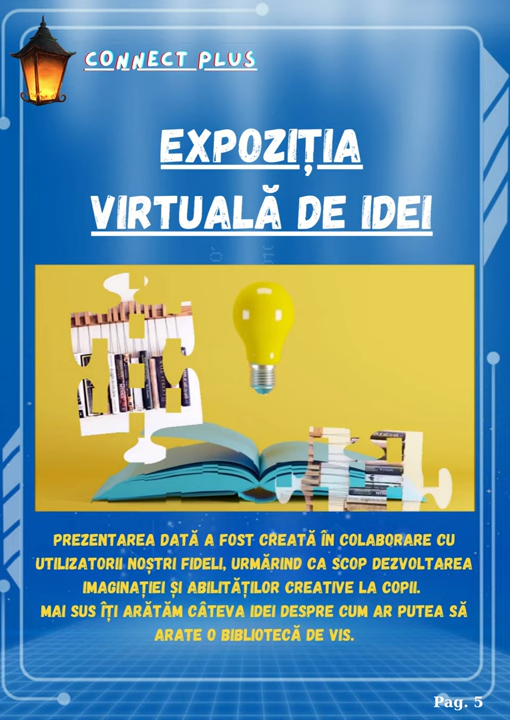 CONNECT PLUS
EXPOZIȚIA
VIRTUALĂ DE IDEI
PREZENTAREA DATĂ A FOST CREATĂ ÎN COLABORARE CU
UTILIZATORII NOȘTRI FIDELI, URMĂRIND CA SCOP DEZVOLTAREA
IMAGINAȚIEI ȘI ABILITĂȚILOR CREATIVE LA COPII.
MAI SUS ÎȚI ARĂTĂM CÂTEVA IDEI DESPRE CUM AR PUTEA SĂ
ARATE O BIBLIOTECĂ DE VIS.
Pag. 5